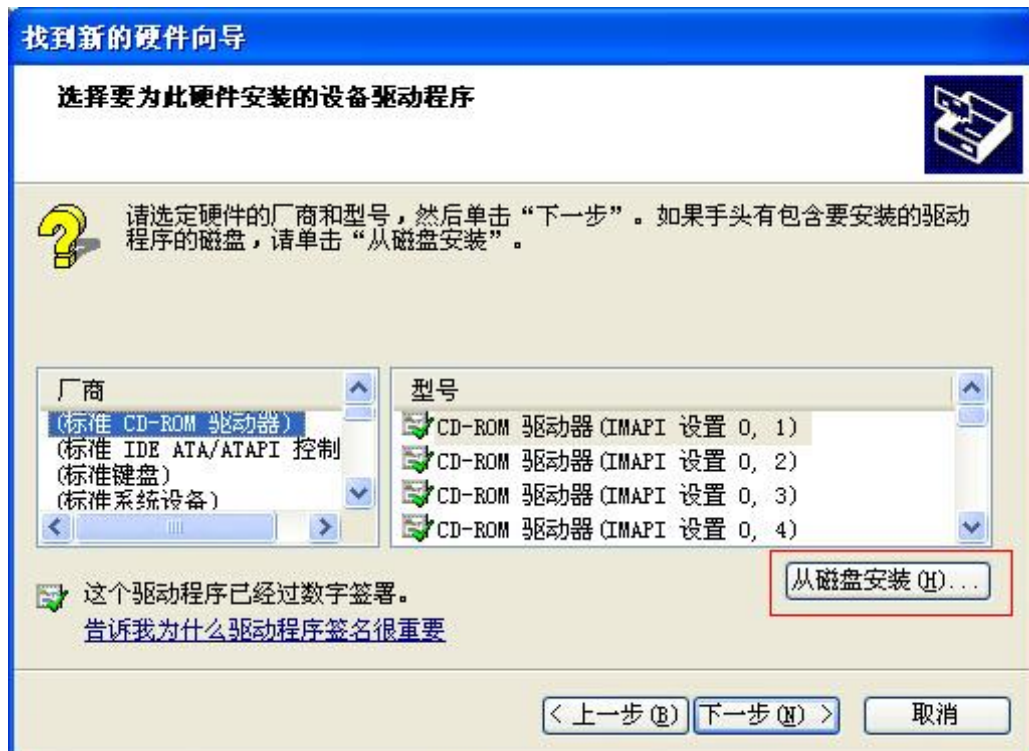 找到新的硬件向导
选择要为此硬件安装的设备驱动程序
请选定硬件的厂商和型号，然后单击“下一步”。如果手头有包含要安装的驱动
程序的磁盘，请单击“从磁盘安装”。
厂商
(标准 CD-ROM 驱动器)
(标准 IDE ATA/ATAPI 控制
(标准键盘)
(标准系统设备)
型号
CD-ROM 驱动器(IMAPI 设置 0, 1)
CD-ROM 驱动器(IMAPI 设置 0, 2)
CD-ROM 驱动器(IMAPI 设置 0, 3)
CD-ROM 驱动器(IMAPI 设置 0, 4)
从磁盘安装(H)...
这个驱动程序已经过数字签署。
告诉我为什么驱动程序签名很重要
< 上一步(B) 下一步(N) > 取消